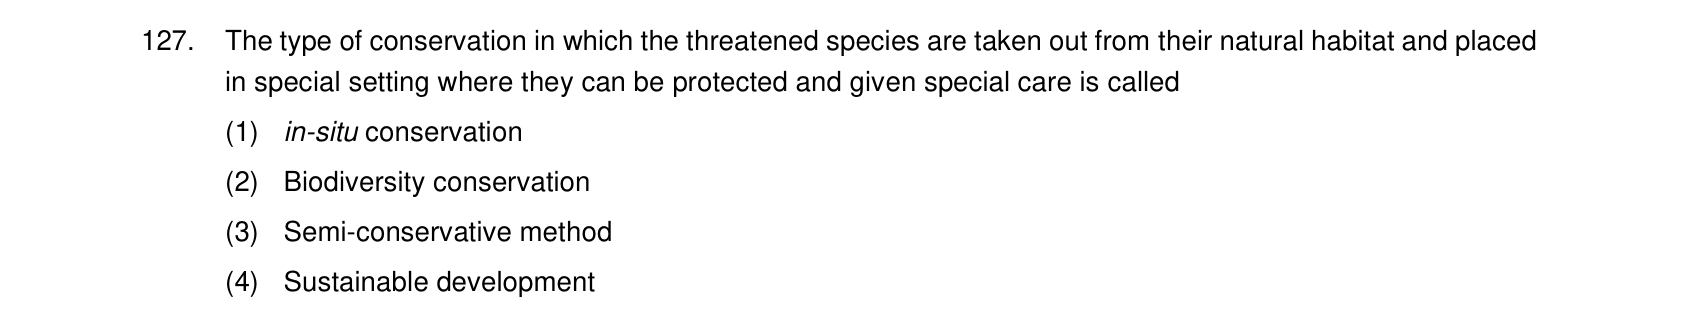 127. The type of conservation in which the threatened species are taken out from their natural habitat and placed
in special setting where they can be protected and given special care is called
(1) in-situ conservation
(2) Biodiversity conservation
(3) Semi-conservative method
(4) Sustainable development